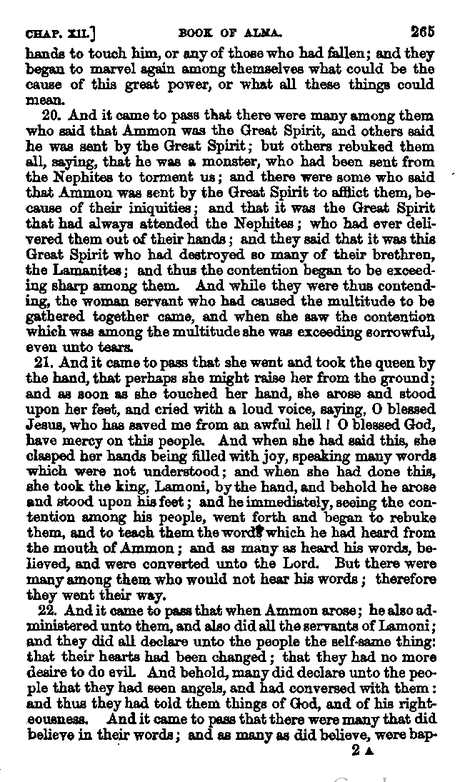 CHAP. XII.] BOOK OF ALMA. 265
hands to touch him, or any of those who had fallen; and they
began to marvel again among themselves what could be the
cause of this great power, or what all these things could
mean.
20. And it came to pass that there were many among them
who said that Ammon was the Great Spirit, and others said
he was sent by the Great Spirit; but others rebuked them
all, saying, that he was a monster, who had been sent from
the Nephites to torment us; and there were some who said
that Ammon was sent by the Great Spirit to afflict them, be-
cause of their iniquities; and that it was the Great Spirit
that had always attended the Nephites; who had ever deli-
vered them out of their hands; and they said that it was this
Great Spirit who had destroyed so many of their brethren,
the Lamanites; and thus the contention began to be exceed-
ing sharp among them. And while they were thus contend-
ing, the woman servant who had caused the multitude to be
gathered together came, and when she saw the contention
which was among the multitude she was exceeding sorrowful,
even unto tears.
21. And it came to pass that she went and took the queen by
the hand, that perhaps she might raise her from the ground;
and as soon as she touched her hand, she arose and stood
upon her feet, and cried with a loud voice, saying, O blessed
Jesus, who has saved me from an awful hell! O blessed God,
have mercy on this people. And when she had said this, she
clasped her hands being filled with joy, speaking many words
which were not understood; and when she had done this,
she took the king, Lamoni, by the hand, and behold he arose
and stood upon his feet; and he immediately, seeing the con-
tention among his people, went forth and began to rebuke
them, and to teach them the words which he had heard from
the mouth of Ammon; and as many as heard his words, be-
lieved, and were converted unto the Lord. But there were
many among them who would not hear his words; therefore
they went their way.
22. And it came to pass that when Ammon arose; he also ad-
ministered unto them, and also did all the servants of Lamoni;
and they did all declare unto the people the self-same thing:
that their hearts had been changed; that they had no more
desire to do evil. And behold, many did declare unto the peo-
ple that they had seen angels, and had conversed with them:
and thus they had told them things of God, and of his right-
eousness. And it came to pass that there were many that did
believe in their words; and as many as did believe, were bap-
2 A